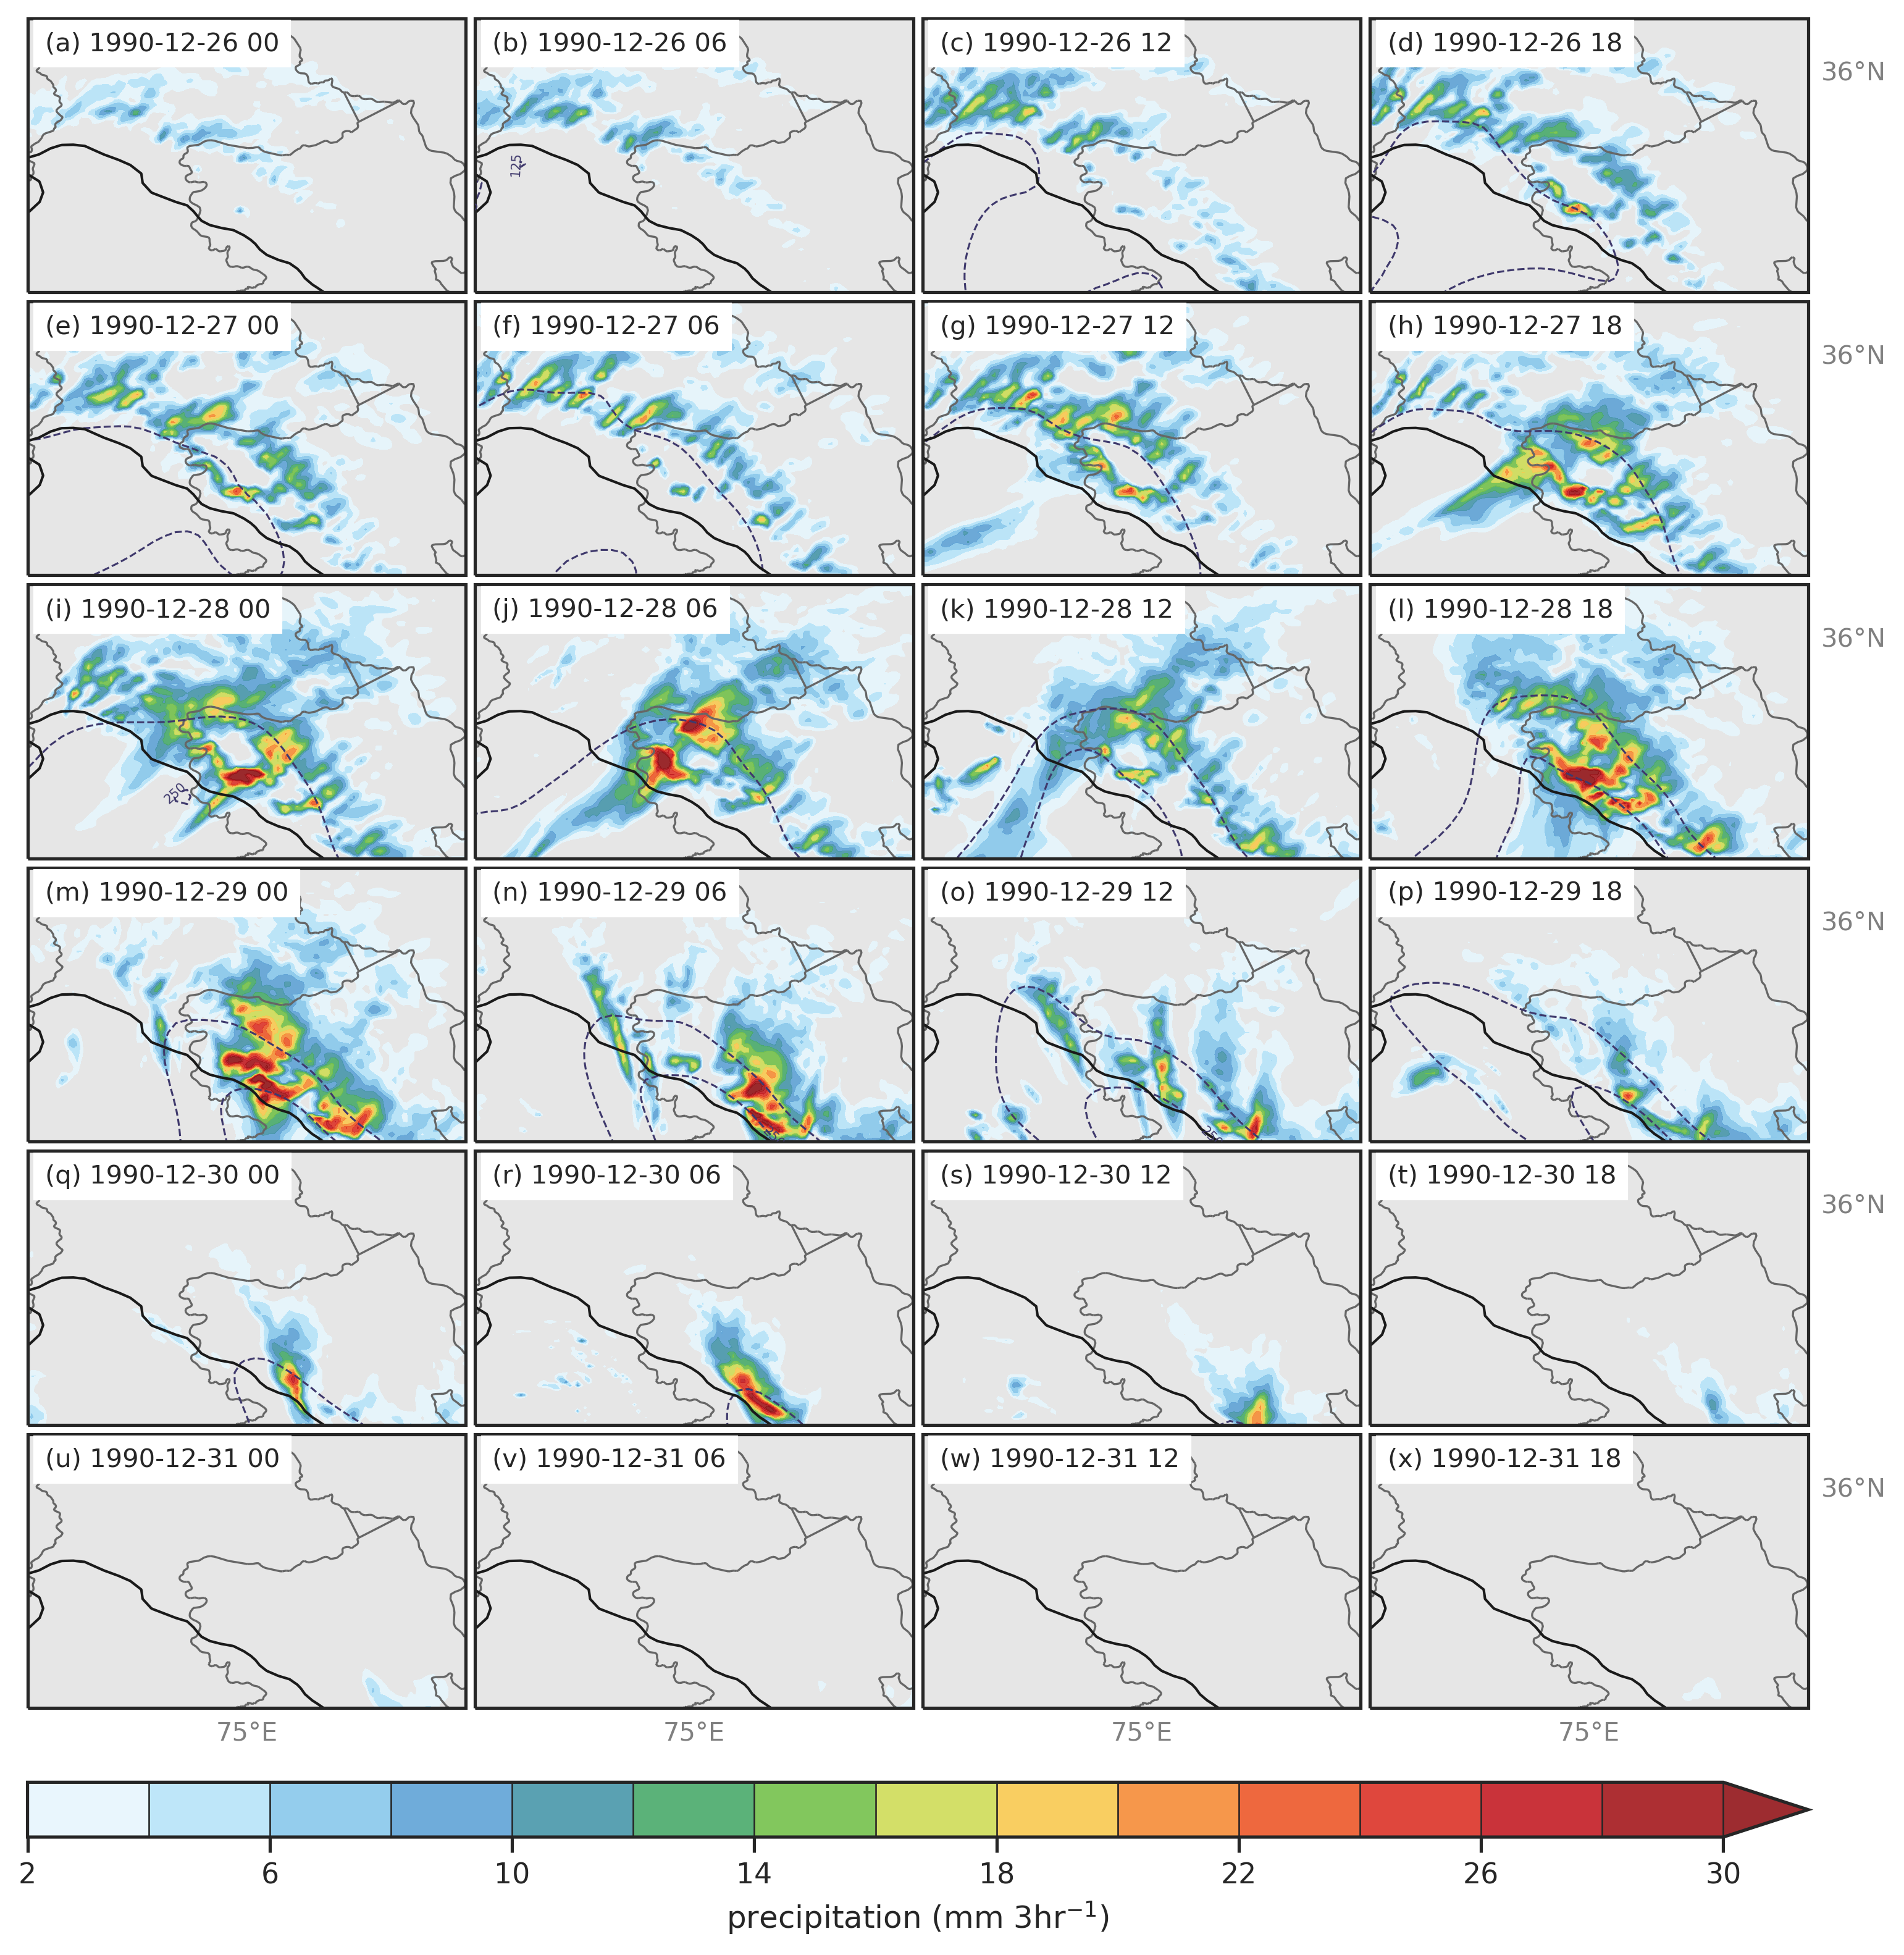 (a) 1990-12-26 00
(b) 1990-12-26 06
(c) 1990-12-26 12
(d) 1990-12-26 18
36°N
125
(e) 1990-12-27 00
(f) 1990-12-27 06
(g) 1990-12-27 12
(h) 1990-12-27 18
36°N
(i) 1990-12-28 00
(j) 1990-12-28 06
(k) 1990-12-28 12
(l) 1990-12-28 18
36°N
250
(m) 1990-12-29 00
(n) 1990-12-29 06
(o) 1990-12-29 12
(p) 1990-12-29 18
36°N
(q) 1990-12-30 00
(r) 1990-12-30 06
(s) 1990-12-30 12
(t) 1990-12-30 18
36°N
(u) 1990-12-31 00
(v) 1990-12-31 06
(w) 1990-12-31 12
(x) 1990-12-31 18
36°N
75°E 75°E 75°E 75°E
2 6 10 14 18 22 26 30
precipitation (mm 3hr⁻¹)